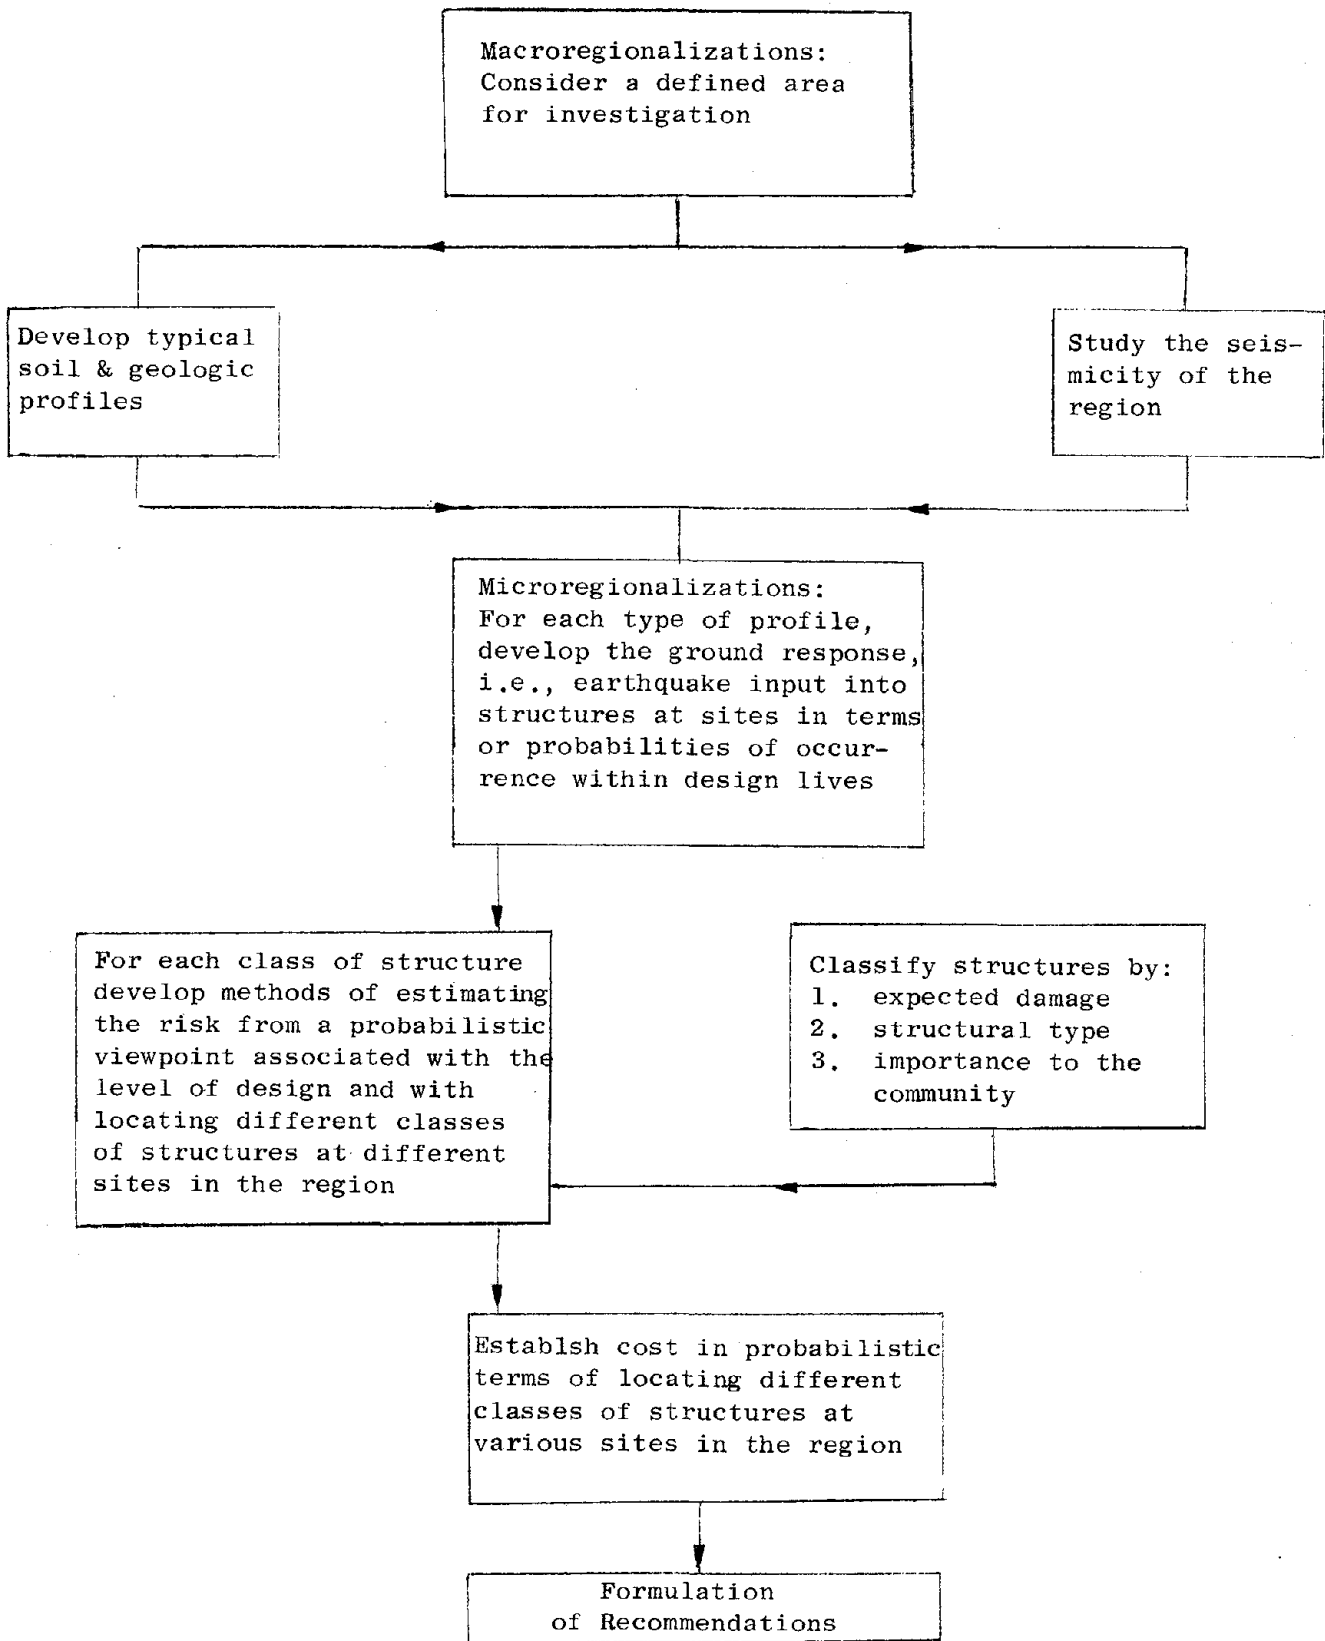 Macroregionalizations:
Consider a defined area
for investigation
Develop typical
soil & geologic
profiles
Study the seis-
micity of the
region
Microregionalizations:
For each type of profile,
develop the ground response,
i.e., earthquake input into
structures at sites in terms
or probabilities of occur-
rence within design lives
For each class of structure
develop methods of estimating
the risk from a probabilistic
viewpoint associated with the
level of design and with
locating different classes
of structures at different
sites in the region
Classify structures by:
1. expected damage
2. structural type
3. importance to the
community
Establsh cost in probabilistic
terms of locating different
classes of structures at
various sites in the region
Formulation
of Recommendations